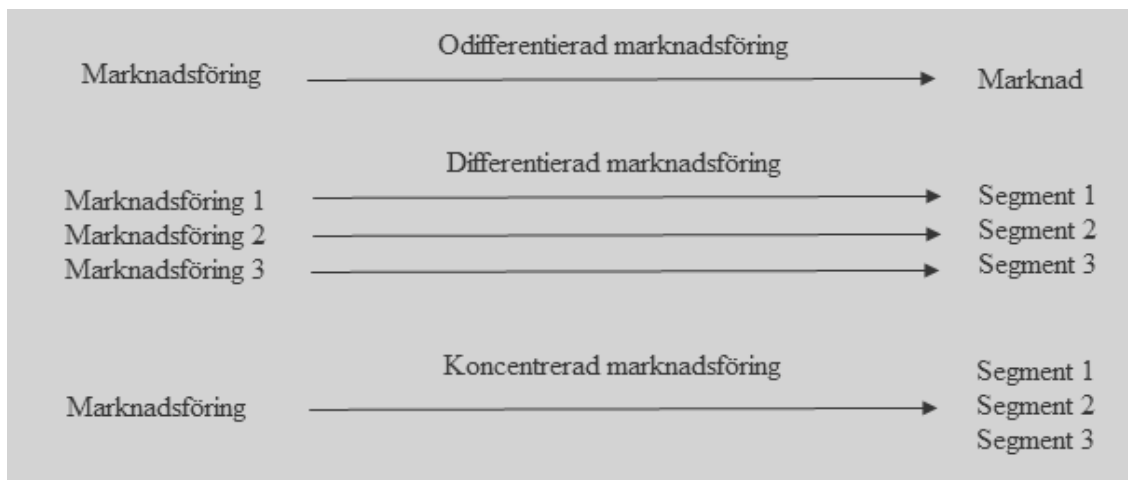 Odifferentierad marknadsföring
Marknadsföring Marknad
Differentierad marknadsföring
Marknadsföring 1 Segment 1
Marknadsföring 2 Segment 2
Marknadsföring 3 Segment 3
Koncentrerad marknadsföring
Segment 1
Marknadsföring Segment 2
Segment 3